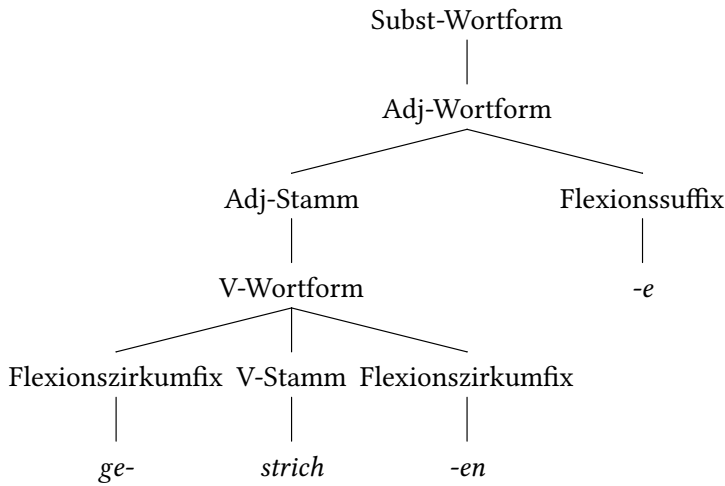 Subst-Wortform
Adj-Wortform
Adj-Stamm Flexionssuffix
V-Wortform -e
Flexionszirkumfix V-Stamm Flexionszirkumfix
ge- strich -en